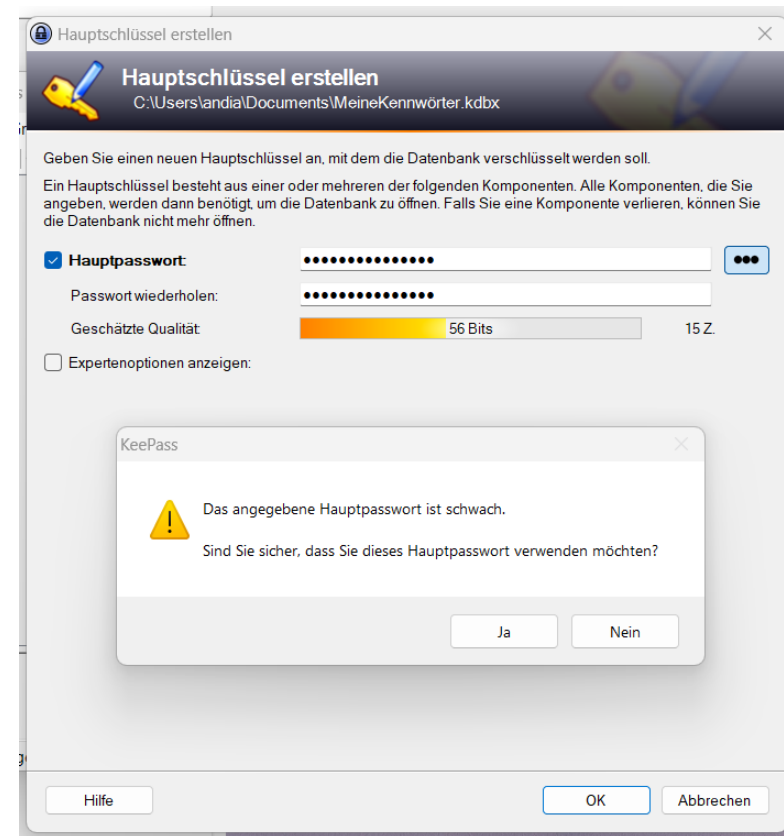 Hauptschlüssel erstellen
Hauptschlüssel erstellen
C:\Users\andia\Documents\MeineKennwörter.kdbx
Geben Sie einen neuen Hauptschlüssel an, mit dem die Datenbank verschlüsselt werden soll.
Ein Hauptschlüssel besteht aus einer oder mehreren der folgenden Komponenten. Alle Komponenten, die Sie
angeben, werden dann benötigt, um die Datenbank zu öffnen. Falls Sie eine Komponente verlieren, können Sie
die Datenbank nicht mehr öffnen.
Hauptpasswort:
Passwort wiederholen:
Geschätzte Qualität: 56 Bits 15 Z.
Expertenoptionen anzeigen:
KeePass
Das angegebene Hauptpasswort ist schwach.
Sind Sie sicher, dass Sie dieses Hauptpasswort verwenden möchten?
Ja Nein
Hilfe OK Abbrechen